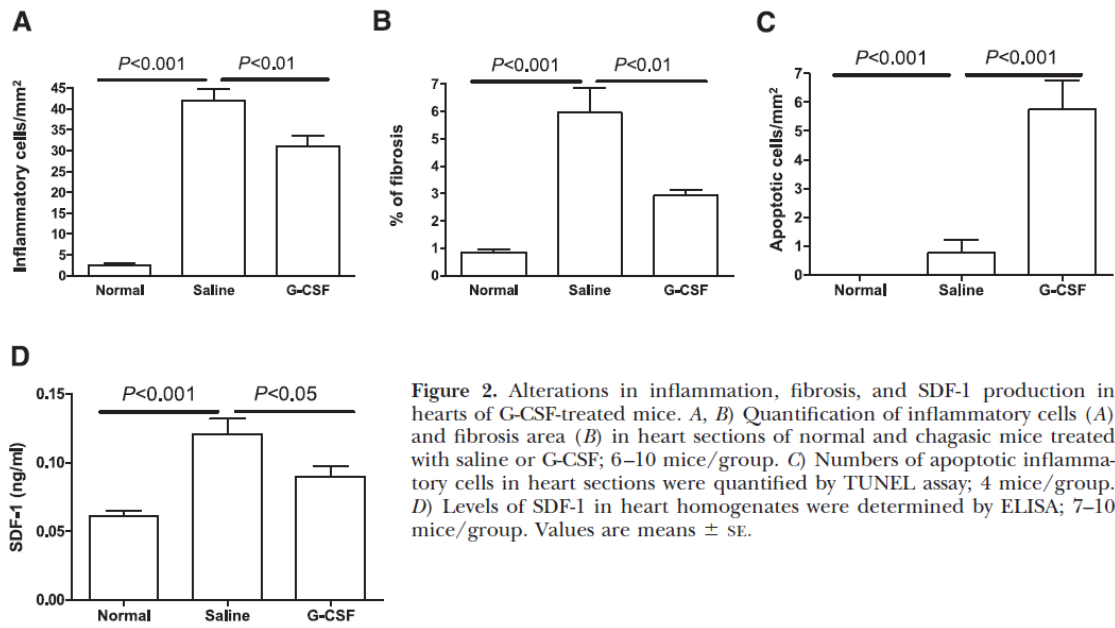 A
P<0.001 P<0.01
Inflammatory cells/mm²
45
40
35
30
25
20
15
10
5
0
Normal Saline G-CSF
B
P<0.001 P<0.01
% of fibrosis
7
6
5
4
3
2
1
0
Normal Saline G-CSF
C
P<0.001 P<0.001
Apoptotic cells/mm²
7
6
5
4
3
2
1
0
Normal Saline G-CSF
D
P<0.001 P<0.05
SDF-1 (ng/ml)
0.15
0.10
0.05
0.00
Normal Saline G-CSF
Figure 2. Alterations in inflammation, fibrosis, and SDF-1 production in
hearts of G-CSF-treated mice. A, B) Quantification of inflammatory cells (A)
and fibrosis area (B) in heart sections of normal and chagasic mice treated
with saline or G-CSF; 6–10 mice/group. C) Numbers of apoptotic inflamma-
tory cells in heart sections were quantified by TUNEL assay; 4 mice/group.
D) Levels of SDF-1 in heart homogenates were determined by ELISA; 7–10
mice/group. Values are means ± SE.